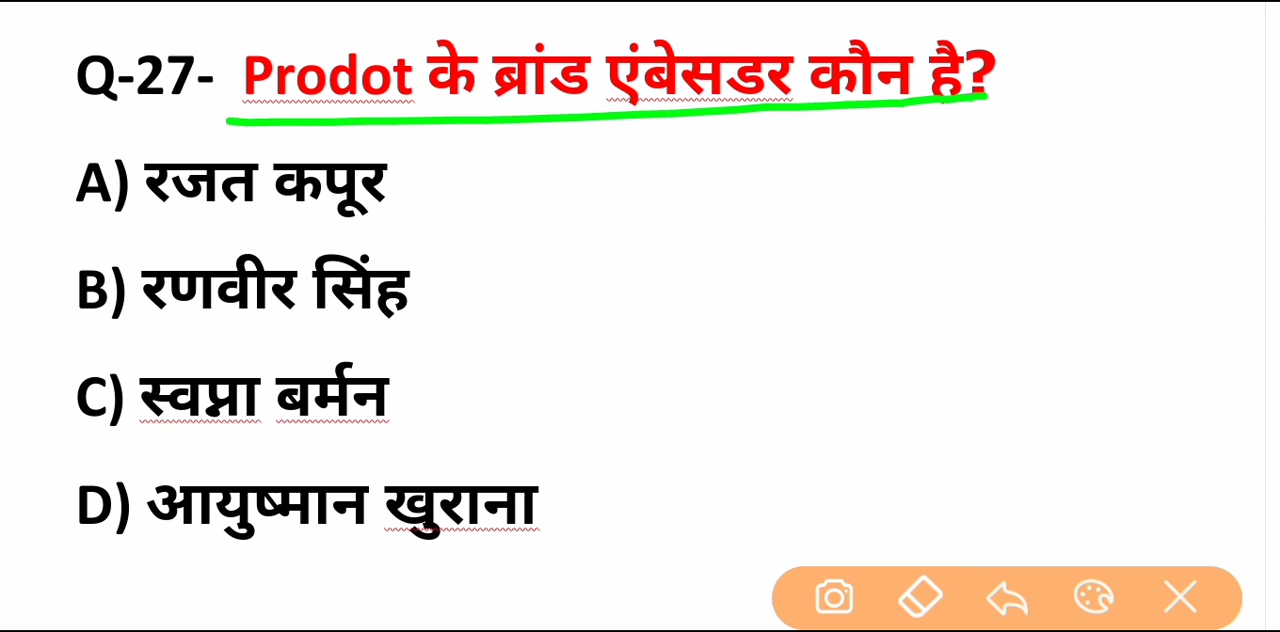 Q-27- Prodot के ब्रांड एंबेसडर कौन है?
A) रजत कपूर
B) रणवीर सिंह
C) स्वप्ना बर्मन
D) आयुष्मान खुराना